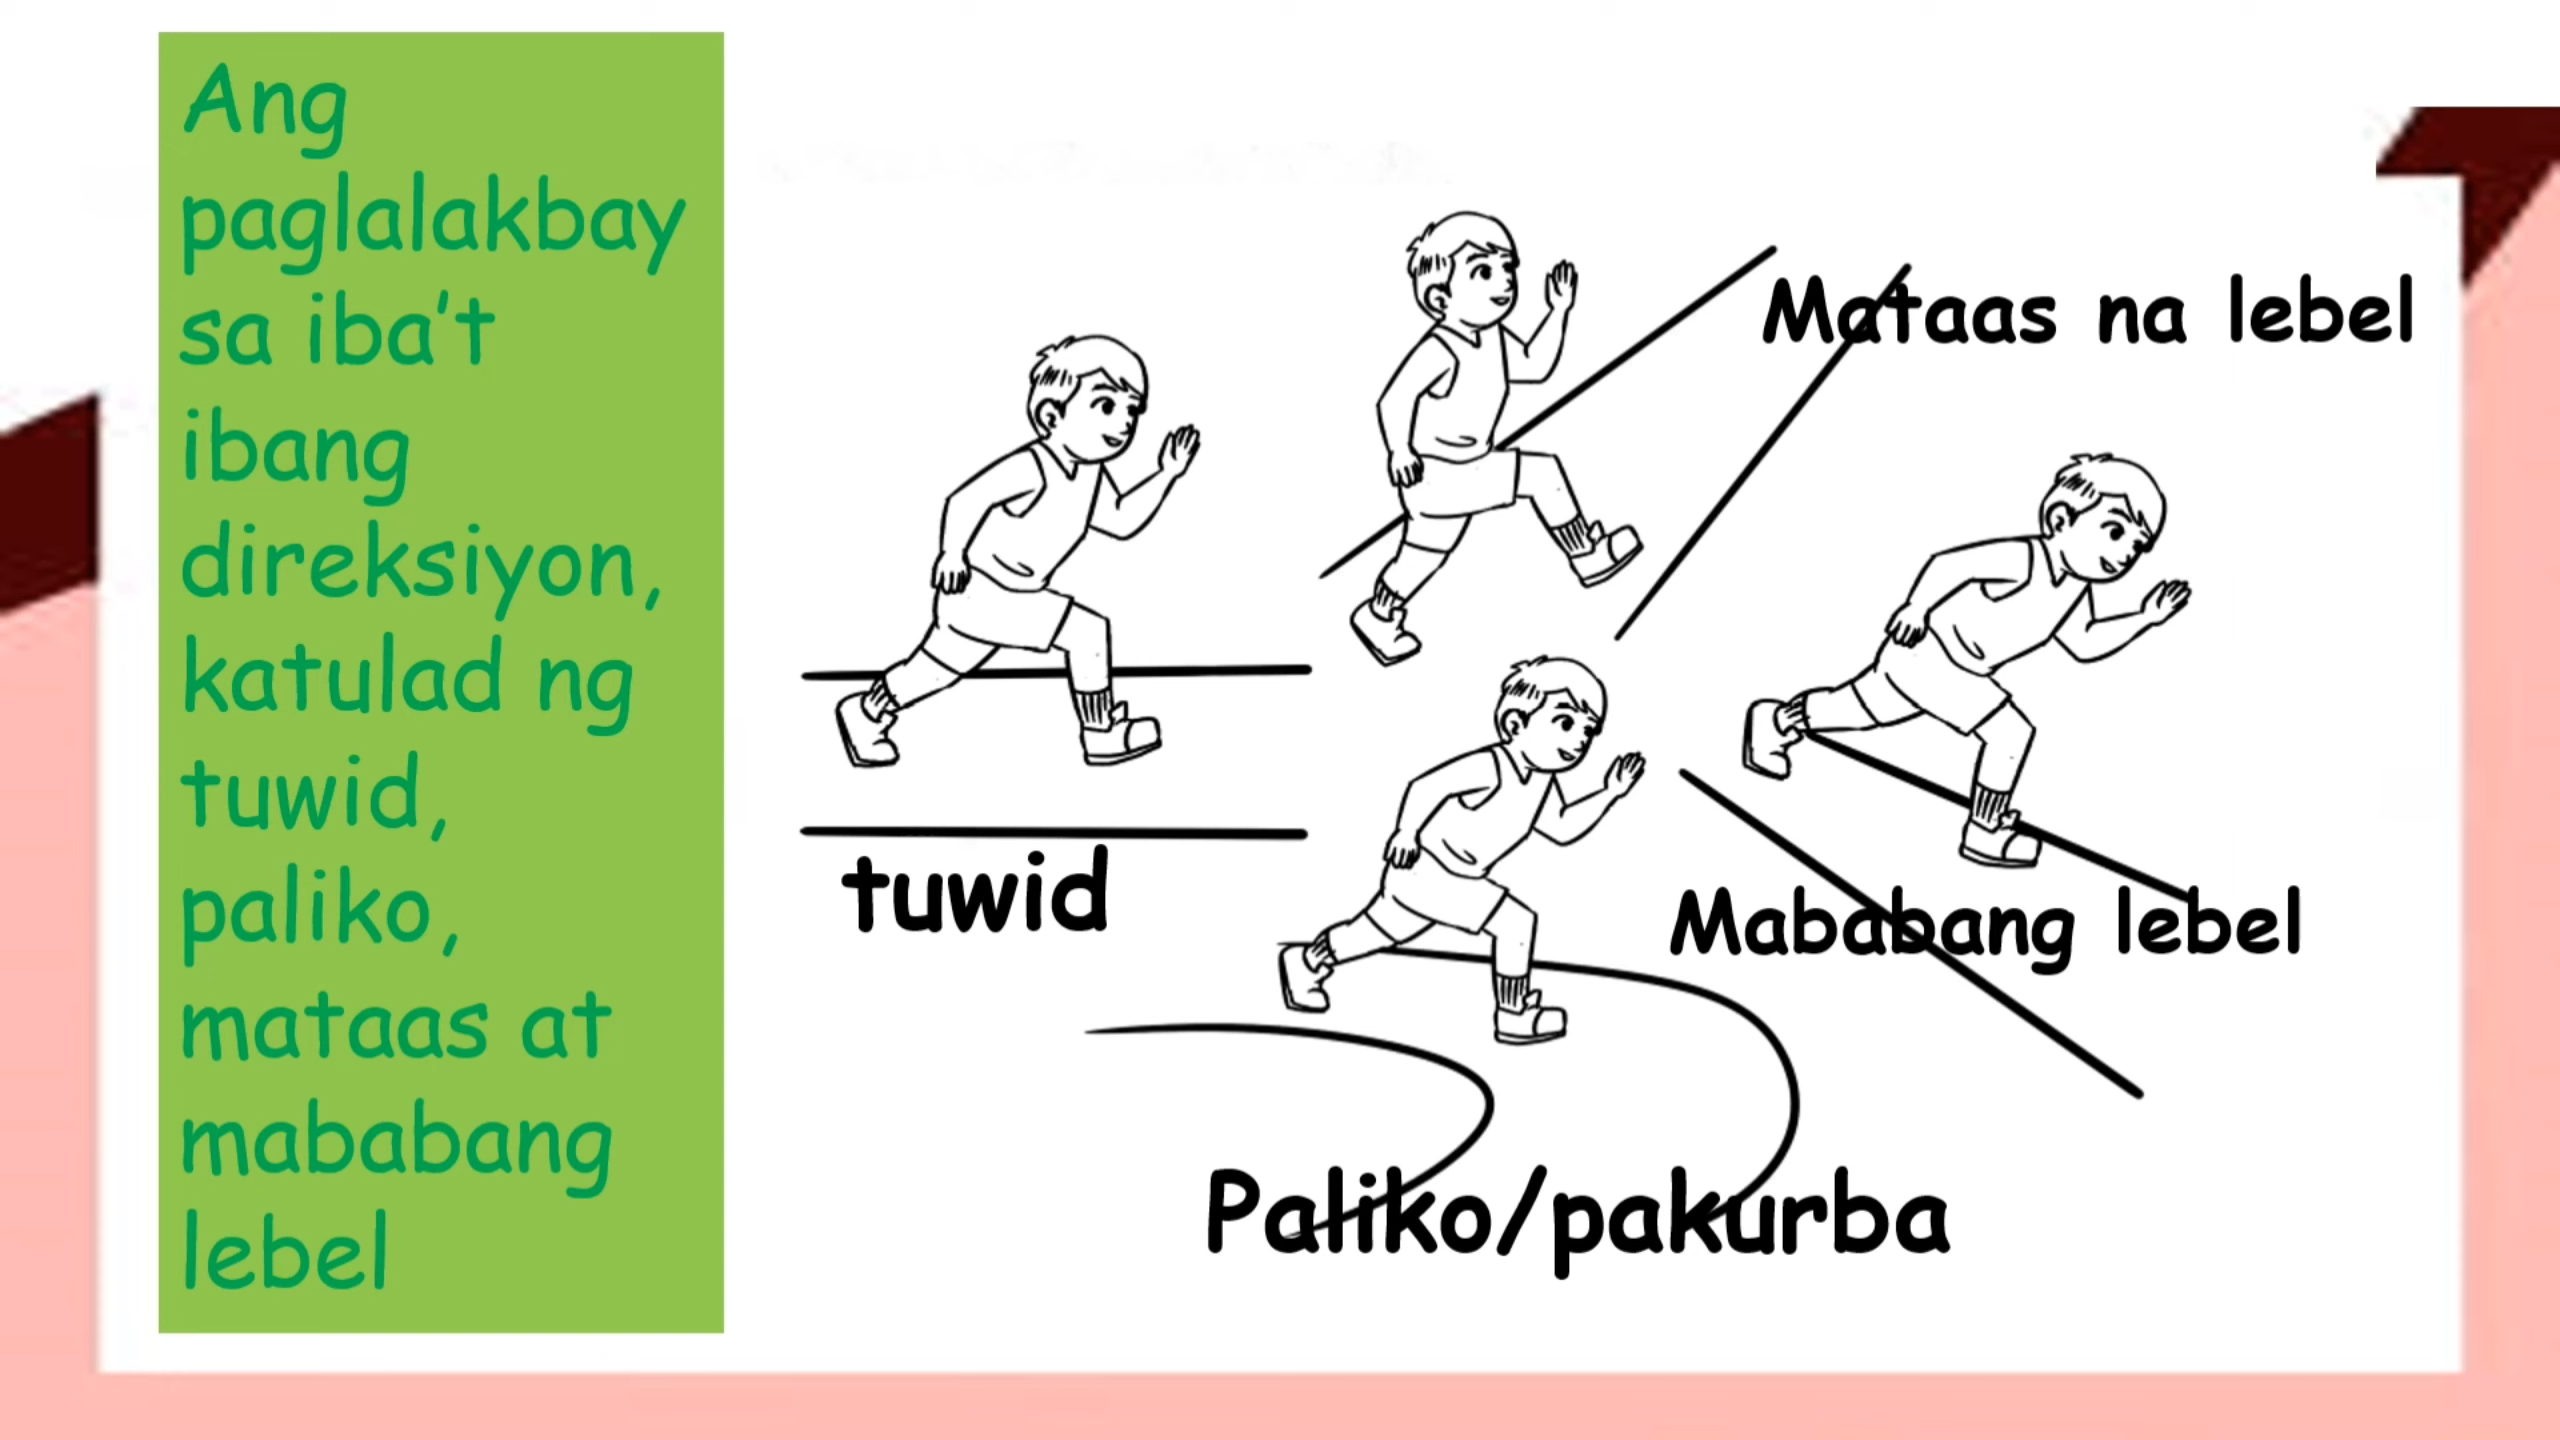 Ang
paglalakbay
sa iba't
ibang
direksiyon,
katulad ng
tuwid,
paliko,
mataas at
mababang
lebel
Mataas na lebel
tuwid
Mababang lebel
Paliko/pakurba